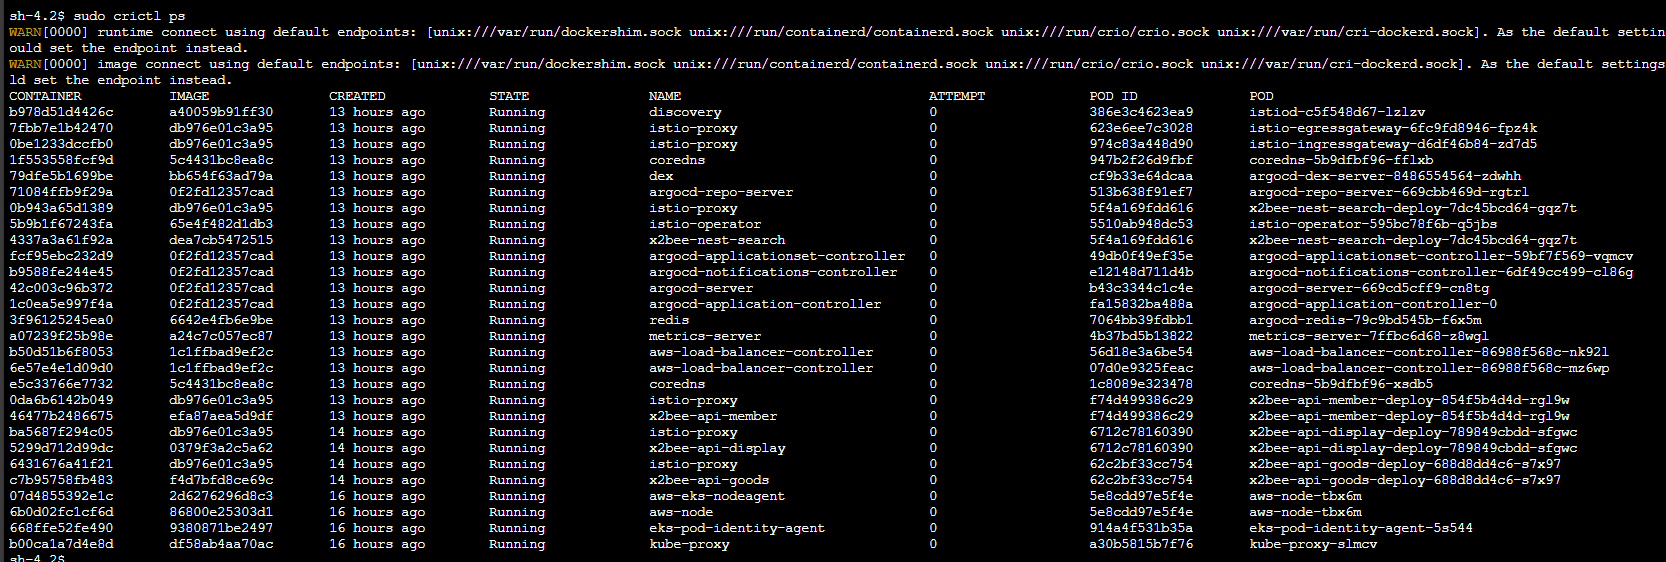 sh-4.2$ sudo crictl ps
WARN[0000] runtime connect using default endpoints: [unix:///var/run/dockershim.sock unix:///run/containerd/containerd.sock unix:///run/crio/crio.sock unix:///var/run/cri-dockerd.sock]. As the default settin
ould set the endpoint instead.
WARN[0000] image connect using default endpoints: [unix:///var/run/dockershim.sock unix:///run/containerd/containerd.sock unix:///run/crio/crio.sock unix:///var/run/cri-dockerd.sock]. As the default settings
ld set the endpoint instead.
CONTAINER IMAGE CREATED STATE NAME ATTEMPT POD ID POD
b978d51d4426c a40059b91ff30 13 hours ago Running discovery 0 386e3c4623ea9 istiod-c5f548d67-lzlzv
7fbb7e1b42470 db976e01c3a95 13 hours ago Running istio-proxy 0 623e6ee7c3028 istio-egressgateway-6fc9fd8946-fpz4k
0be1233dccfb0 db976e01c3a95 13 hours ago Running istio-proxy 0 974c83a448d90 istio-ingressgateway-d6df46b84-zd7d5
1f553558fcf9d 5c4431bc8ea8c 13 hours ago Running coredns 0 947b2f26d9fbf coredns-5b9dfbf96-fflxb
79dfe5b1699be bb654f63ad79a 13 hours ago Running dex 0 cf9b33e64dcaa argocd-dex-server-8486554564-zdwhh
71084ffb9f29a 0f2fd12357cad 13 hours ago Running argocd-repo-server 0 513b638f91ef7 argocd-repo-server-669cbb469d-rgtrl
0b943a65d1389 db976e01c3a95 13 hours ago Running istio-proxy 0 5f4a169fdd616 x2bee-nest-search-deploy-7dc45bcd64-gqz7t
5b9b1f67243fa 65e4f482d1db3 13 hours ago Running istio-operator 0 5510ab948dc53 istio-operator-595bc78f6b-q5jbs
4337a3a61f92a dea7cb5472515 13 hours ago Running x2bee-nest-search 0 5f4a169fdd616 x2bee-nest-search-deploy-7dc45bcd64-gqz7t
fcf95ebc232d9 0f2fd12357cad 13 hours ago Running argocd-applicationset-controller 0 49db0f49ef35e argocd-applicationset-controller-59bf7f569-vqmcv
b9588fe244e45 0f2fd12357cad 13 hours ago Running argocd-notifications-controller 0 e12148d711d4b argocd-notifications-controller-6df49cc499-cl86g
42c003c96b372 0f2fd12357cad 13 hours ago Running argocd-server 0 b43c3344c1c4e argocd-server-669cd5cff9-cn8tg
1c0ea5e997f4a 0f2fd12357cad 13 hours ago Running argocd-application-controller 0 fa15832ba488a argocd-application-controller-0
3f96125245ea0 6642e4fb6e9be 13 hours ago Running redis 0 7064bb39fdbb1 argocd-redis-79c9bd545b-f6x5m
a07239f25b98e a24c7c057ec87 13 hours ago Running metrics-server 0 4b37bd5b13822 metrics-server-7ffbc6d68-z8wgl
b50d51b6f8053 1c1ffbad9ef2c 13 hours ago Running aws-load-balancer-controller 0 56d18e3a6be54 aws-load-balancer-controller-86988f568c-nk92l
6e57e4e1d09d0 1c1ffbad9ef2c 13 hours ago Running aws-load-balancer-controller 0 07d0e9325feac aws-load-balancer-controller-86988f568c-mz6wp
e5c33766e7732 5c4431bc8ea8c 13 hours ago Running coredns 0 1c8089e323478 coredns-5b9dfbf96-xsdb5
0da6b6142b049 db976e01c3a95 13 hours ago Running istio-proxy 0 f74d499386c29 x2bee-api-member-deploy-854f5b4d4d-rgl9w
46477b2486675 efa87aea5d9df 13 hours ago Running x2bee-api-member 0 f74d499386c29 x2bee-api-member-deploy-854f5b4d4d-rgl9w
ba5687f294c05 db976e01c3a95 14 hours ago Running istio-proxy 0 6712c78160390 x2bee-api-display-deploy-789849cbdd-sfgwc
5299d712d99dc 0379f3a2c5a62 14 hours ago Running x2bee-api-display 0 6712c78160390 x2bee-api-display-deploy-789849cbdd-sfgwc
6431676a41f21 db976e01c3a95 14 hours ago Running istio-proxy 0 62c2bf33cc754 x2bee-api-goods-deploy-688d8dd4c6-s7x97
c7b95758fb483 f4d7bfd8ce69c 14 hours ago Running x2bee-api-goods 0 62c2bf33cc754 x2bee-api-goods-deploy-688d8dd4c6-s7x97
07d4855392e1c 2d6276296d8c3 16 hours ago Running aws-eks-nodeagent 0 5e8cdd97e5f4e aws-node-tbx6m
6b0d02fc1cf6d 86800e25303d1 16 hours ago Running aws-node 0 5e8cdd97e5f4e aws-node-tbx6m
668ffe52fe490 9380871be2497 16 hours ago Running eks-pod-identity-agent 0 914a4f531b35a eks-pod-identity-agent-5s544
b00ca1a7d4e8d df58ab4aa70ac 16 hours ago Running kube-proxy 0 a30b5815b7f76 kube-proxy-slmcv
sh-4.2$